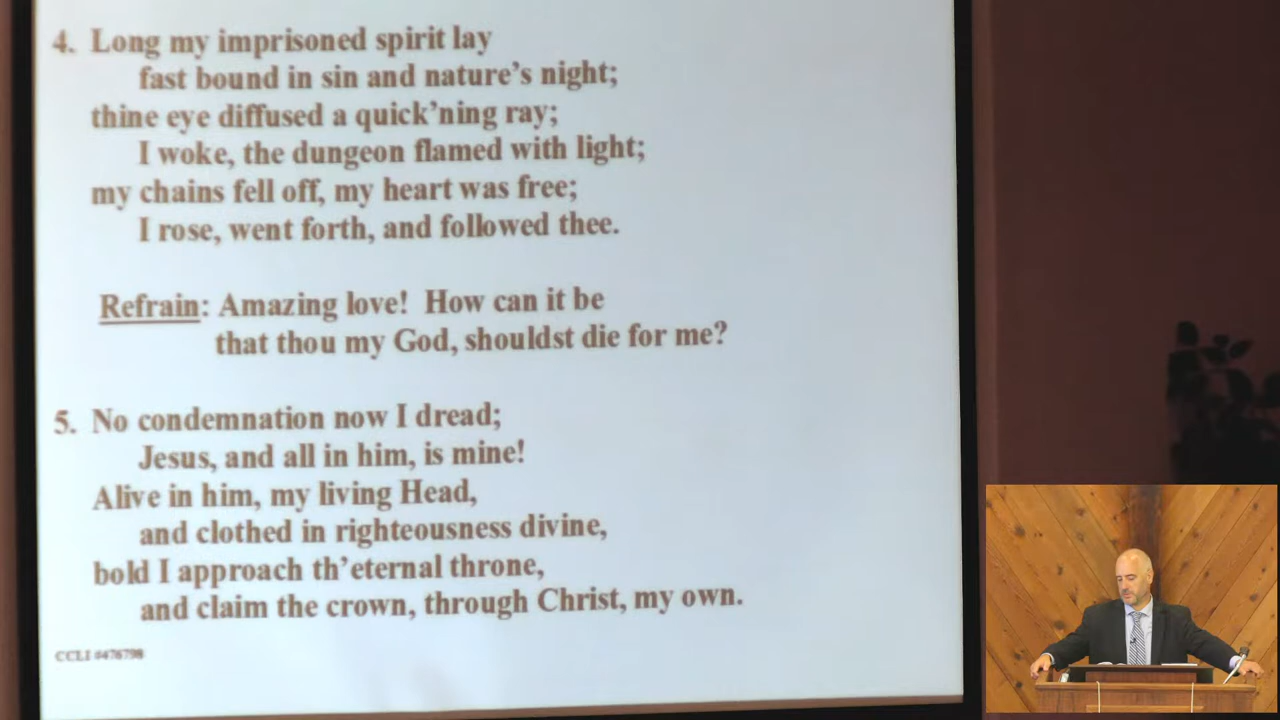 4. Long my imprisoned spirit lay
fast bound in sin and nature's night;
thine eye diffused a quick'ning ray;
I woke, the dungeon flamed with light;
my chains fell off, my heart was free;
I rose, went forth, and followed thee.
Refrain: Amazing love! How can it be
that thou my God, shouldst die for me?
5. No condemnation now I dread;
Jesus, and all in him, is mine!
Alive in him, my living Head,
and clothed in righteousness divine,
bold I approach th'eternal throne,
and claim the crown, through Christ, my own.
CCLI #476798